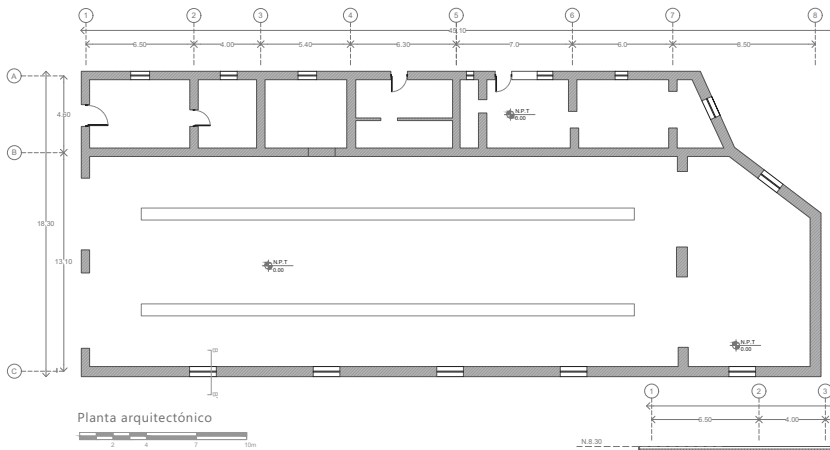 1 2 3 4 5 6 7 8
45.10
6.50 4.00 5.40 6.30 7.0 6.0 8.50
A
4.50
N.P.T
0.00
B
18.30
13.10
N.P.T
0.00
N.P.T
0.00
C
Planta arquitectónico
2 4 7 10m
1 2 3
6.50 4.00
N.8.30